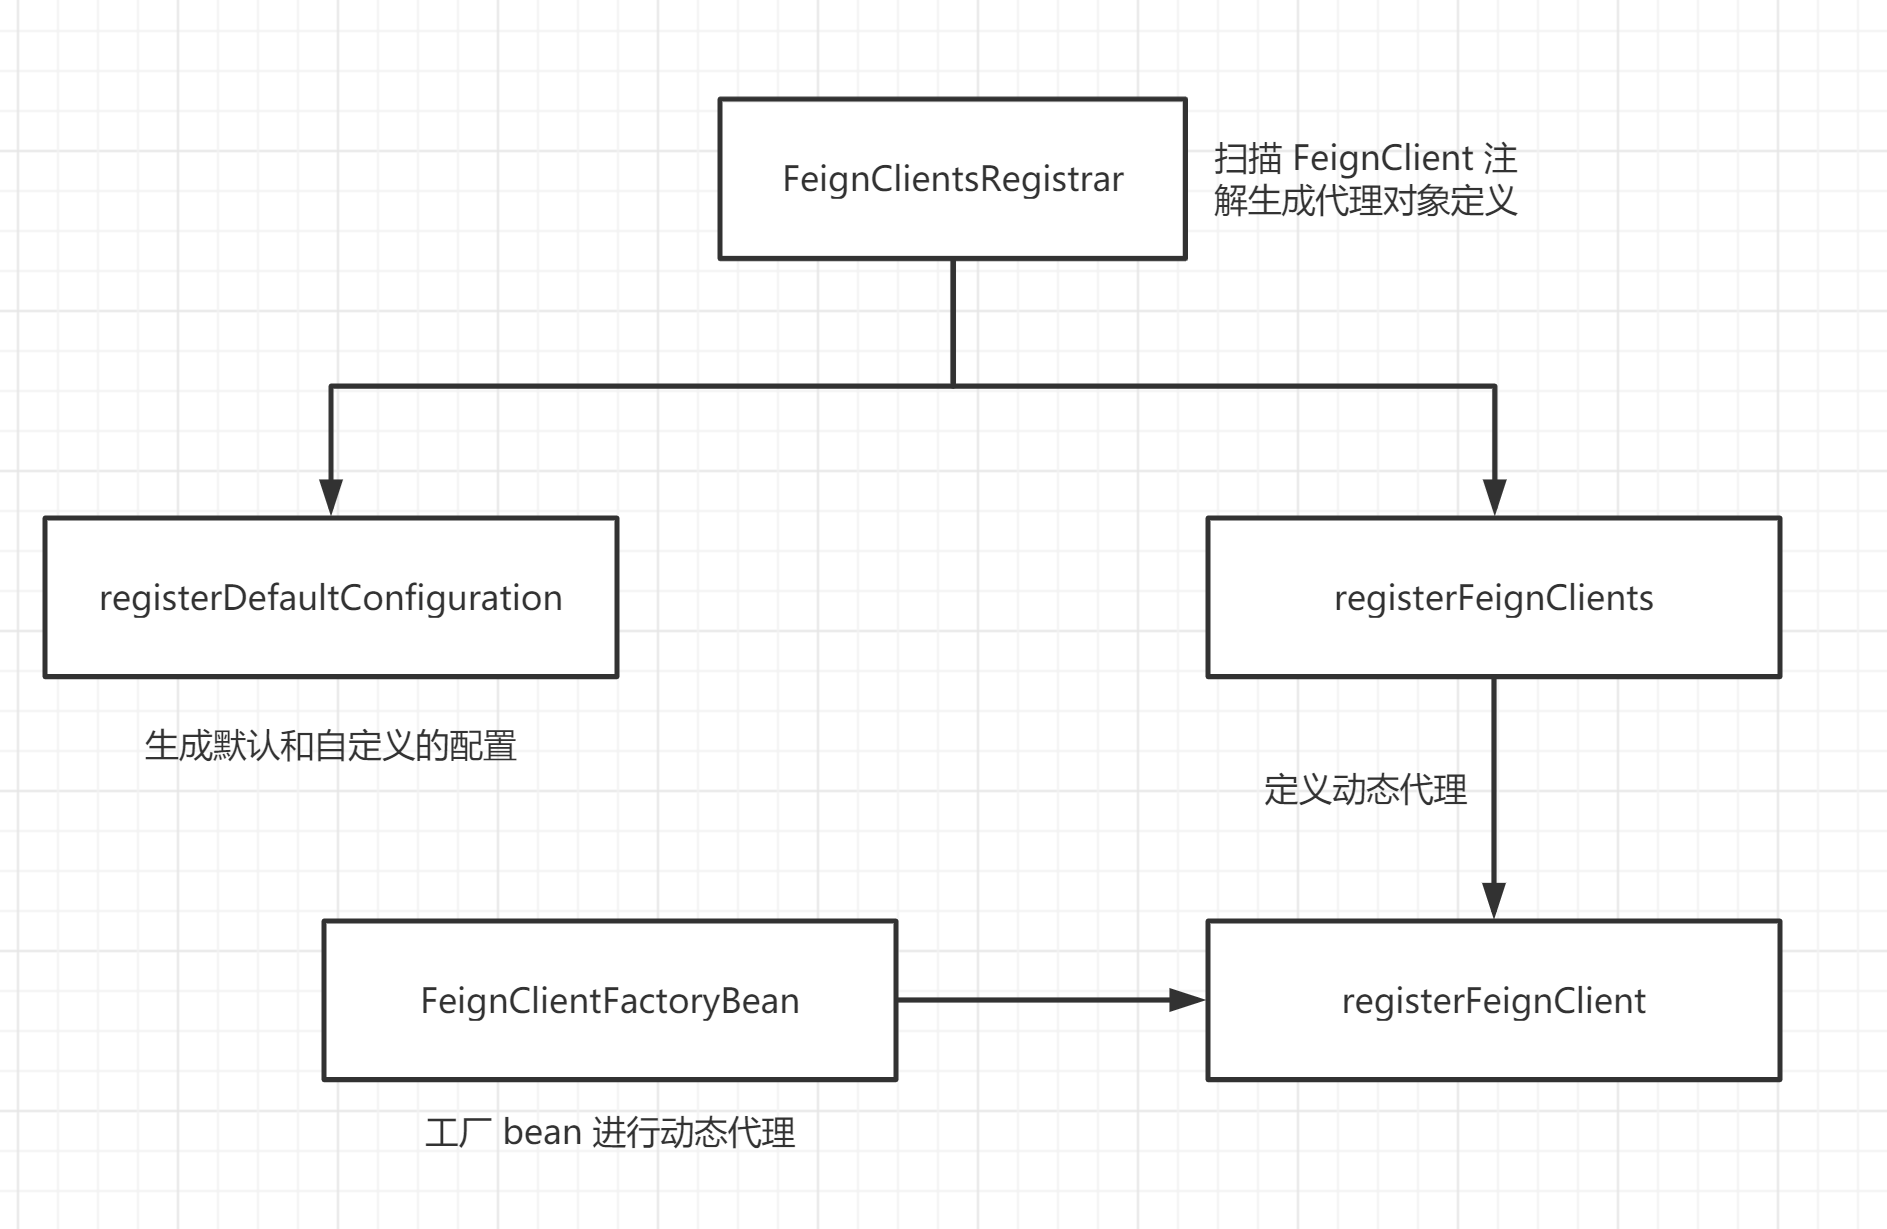 FeignClientsRegistrar
扫描 FeignClient 注
解生成代理对象定义
registerDefaultConfiguration
registerFeignClients
生成默认和自定义的配置
定义动态代理
FeignClientFactoryBean
registerFeignClient
工厂 bean 进行动态代理